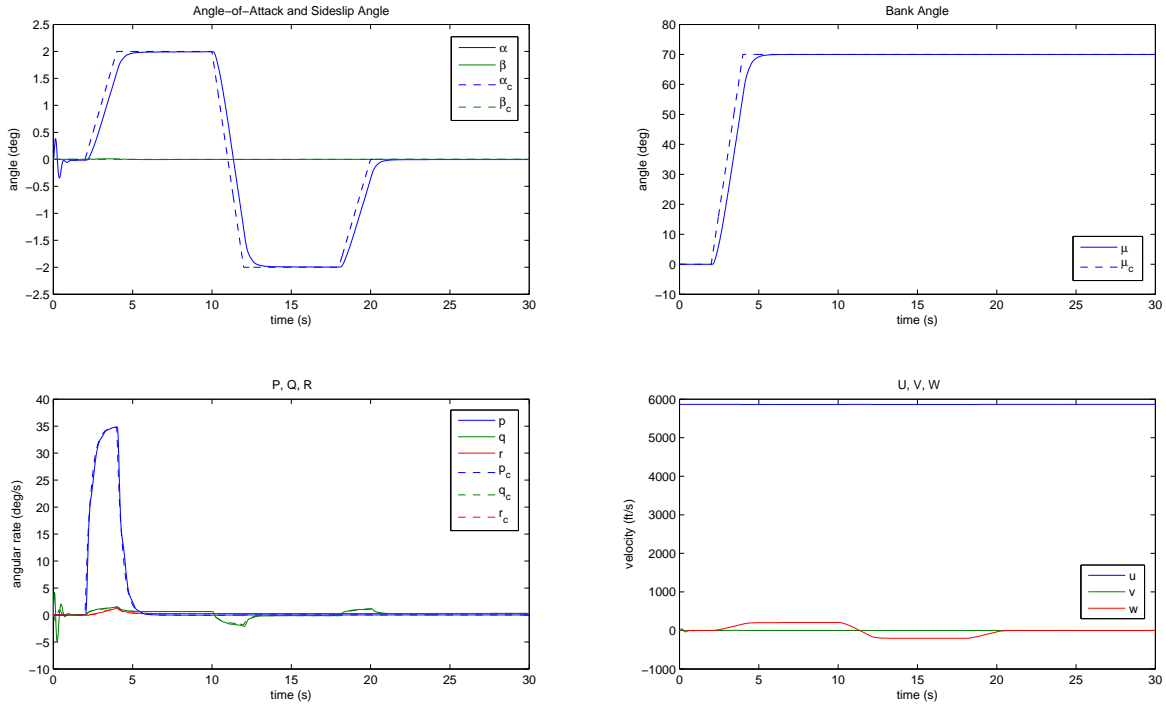 Angle−of−Attack and Sideslip Angle
2.5
2
1.5
1
0.5
0
−0.5
−1
−1.5
−2
−2.5
angle (deg)
0 5 10 15 20 25 30
time (s)
α
β
α_c
β_c
Bank Angle
80
70
60
50
40
30
20
10
0
−10
angle (deg)
0 5 10 15 20 25 30
time (s)
μ
μ_c
P, Q, R
40
35
30
25
20
15
10
5
0
−5
−10
angular rate (deg/s)
0 5 10 15 20 25 30
time (s)
p
q
r
p_c
q_c
r_c
U, V, W
6000
5000
4000
3000
2000
1000
0
−1000
velocity (ft/s)
0 5 10 15 20 25 30
time (s)
u
v
w